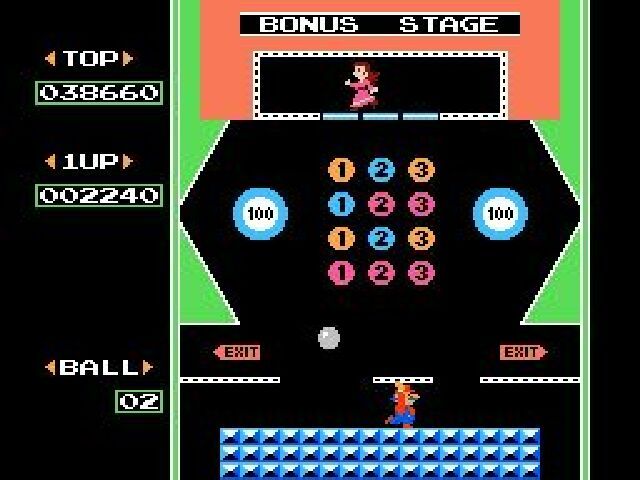 BONUS STAGE
◄TOP►
038660
◄1UP►
002240
1 2 3
100 1 2 3 100
1 2 3
1 2 3
EXIT EXIT
◄BALL►
02